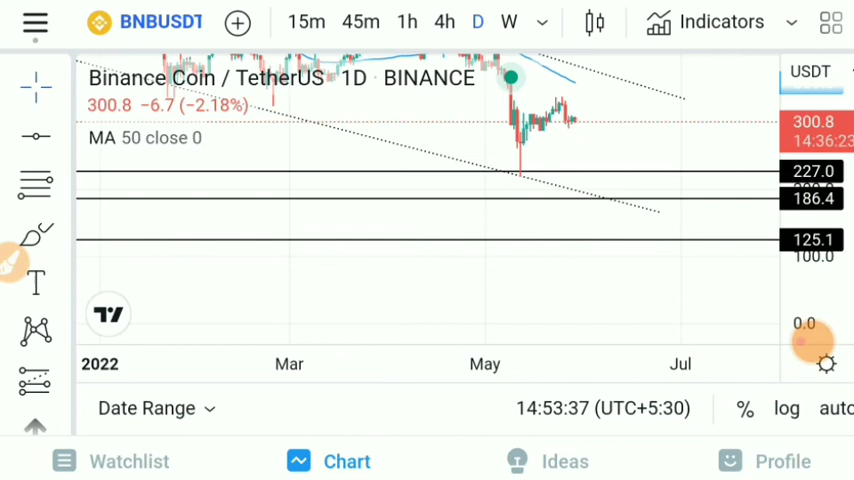 BNBUSDT 15m 45m 1h 4h D W Indicators
Binance Coin / TetherUS 1D · BINANCE USDT
300.8 −6.7 (−2.18%) 300.8
14:36:23
MA 50 close 0
227.0
186.4
125.1
100.0
0.0
2022 Mar May Jul
Date Range 14:53:37 (UTC+5:30) % log auto
Watchlist Chart Ideas Profile